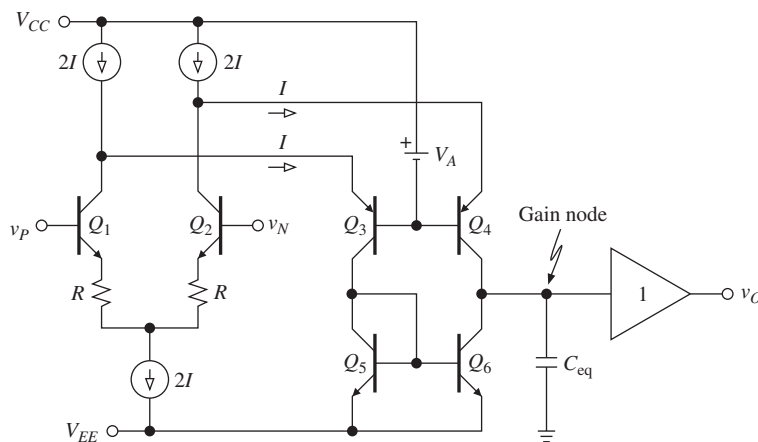 V_CC
2I
2I
I
I
+
V_A
Gain node
v_P
Q_1
Q_2
v_N
Q_3
Q_4
1
v_O
R
R
Q_5
Q_6
C_eq
2I
V_EE